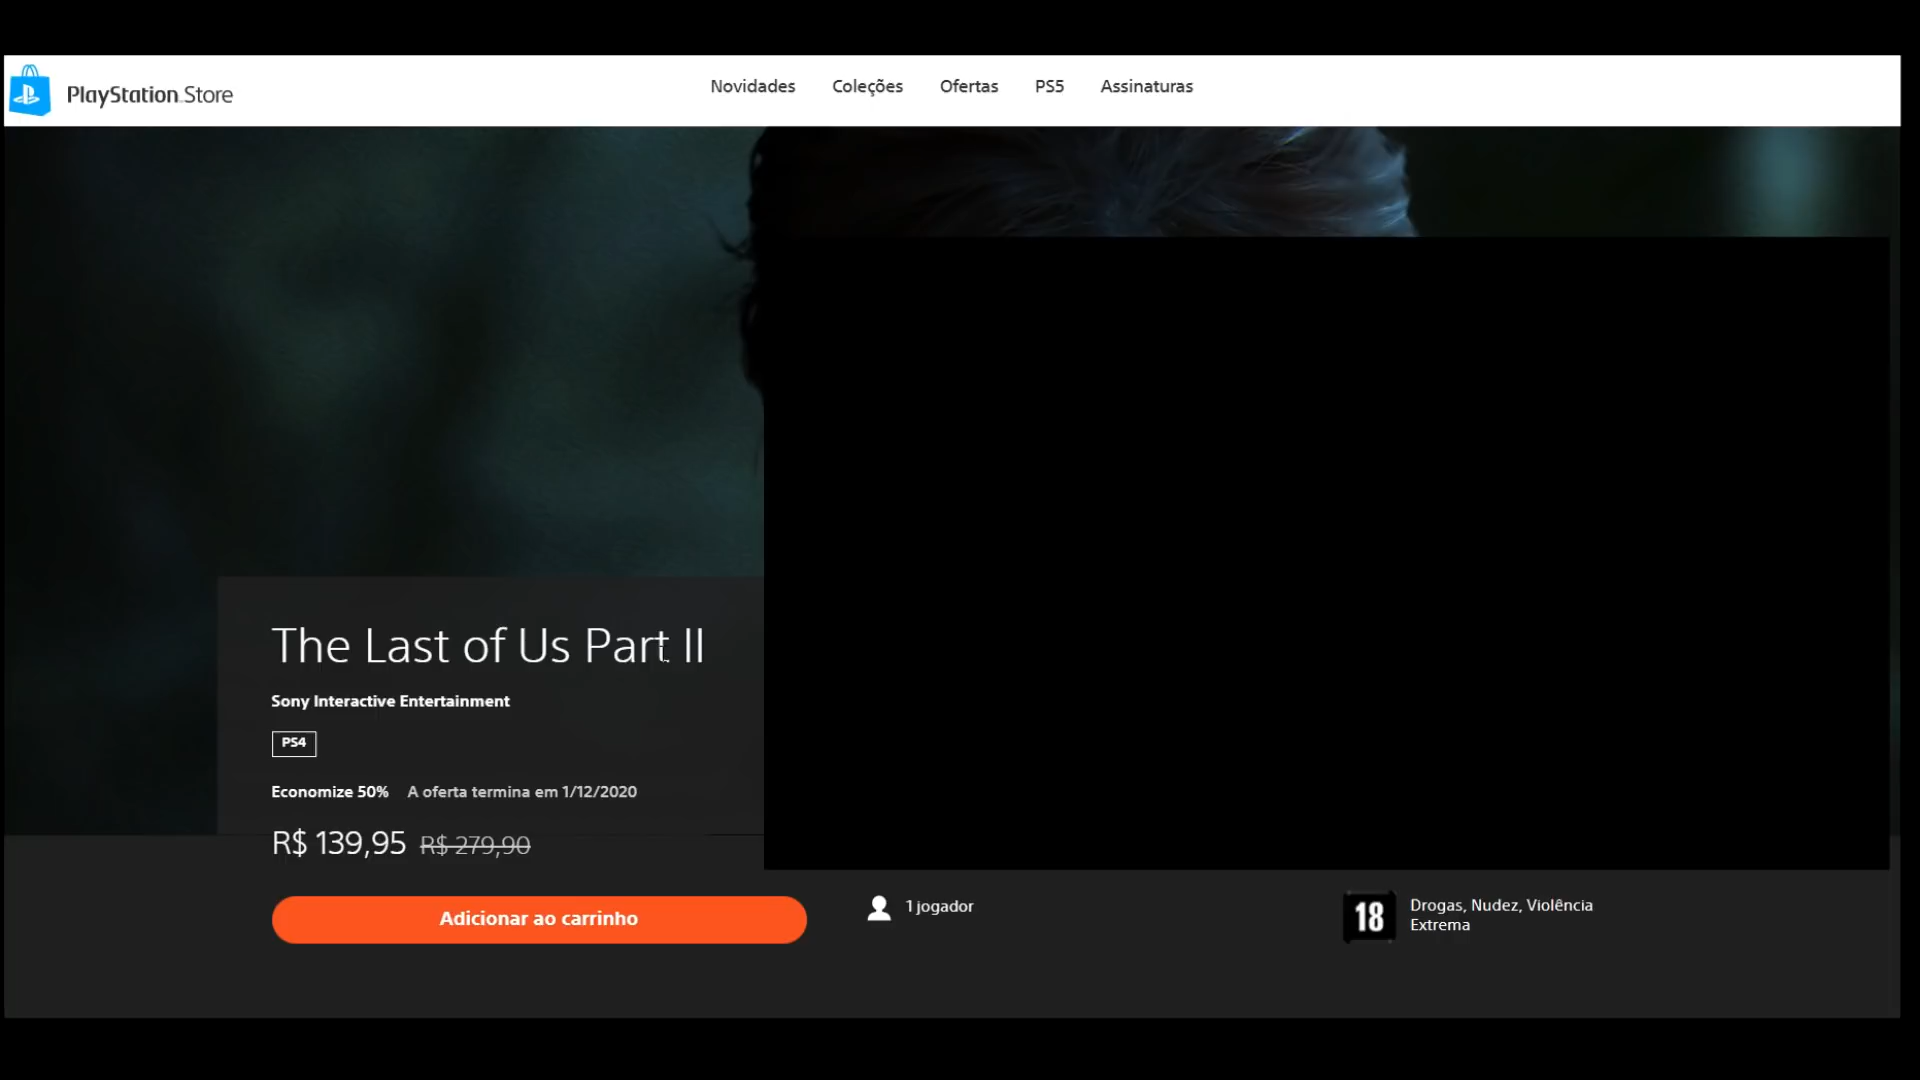 PlayStation Store
Novidades Coleções Ofertas PS5 Assinaturas
The Last of Us Part II
Sony Interactive Entertainment
PS4
Economize 50% A oferta termina em 1/12/2020
R$ 139,95 R$ 279,90
Adicionar ao carrinho
1 jogador
18
Drogas, Nudez, Violência
Extrema